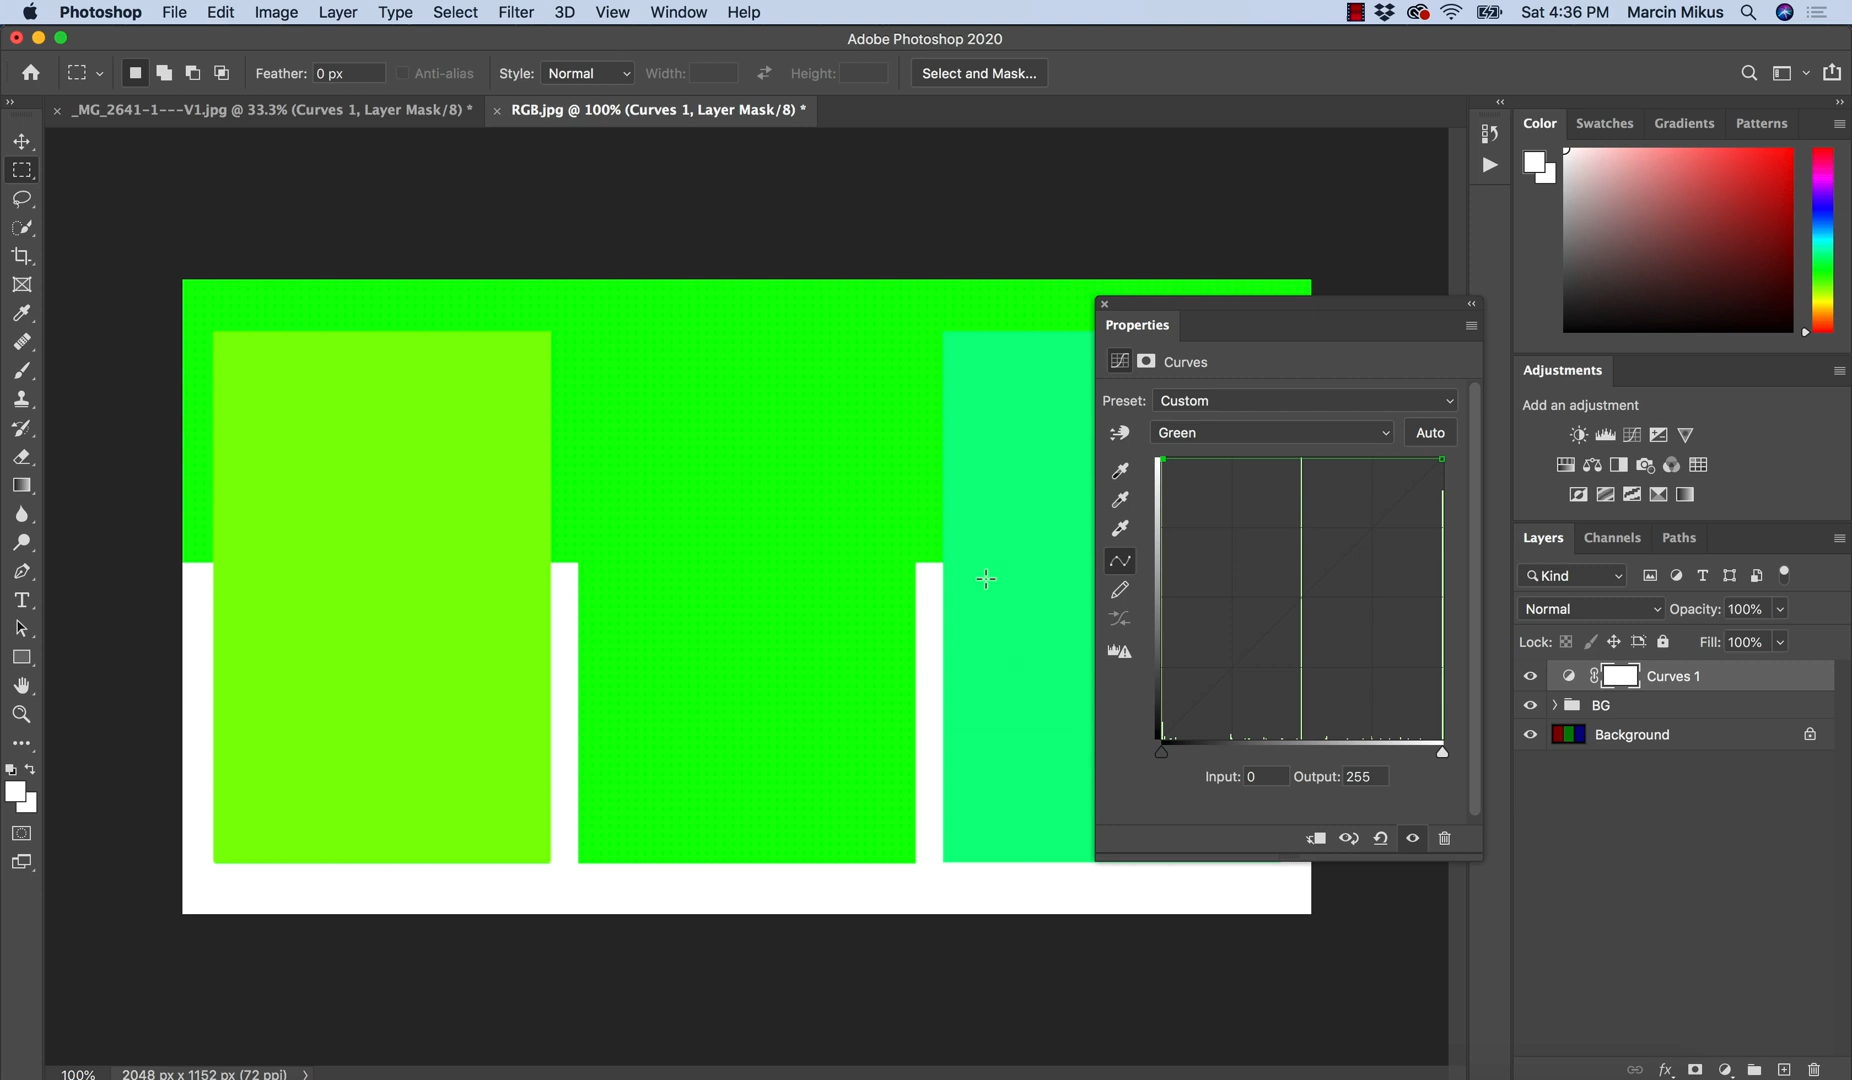 Photoshop File Edit Image Layer Type Select Filter 3D View Window Help Sat 4:36 PM Marcin Mikus
Adobe Photoshop 2020
Feather: 0 px Anti-alias Style: Normal Width: Height: Select and Mask...
_MG_2641-1---V1.jpg @ 33.3% (Curves 1, Layer Mask/8) * RGB.jpg @ 100% (Curves 1, Layer Mask/8) *
Color Swatches Gradients Patterns
Properties
Curves
Preset: Custom
Green Auto
Input: 0 Output: 255
Adjustments
Add an adjustment
Layers Channels Paths
Kind T
Normal Opacity: 100%
Lock: Fill: 100%
Curves 1
BG
Background
fx
100% 2048 px x 1152 px (72 ppi)